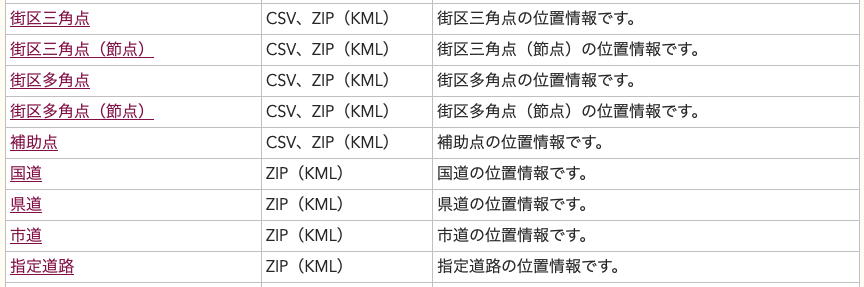 街区三角点 CSV、ZIP（KML） 街区三角点の位置情報です。
街区三角点（節点） CSV、ZIP（KML） 街区三角点（節点）の位置情報です。
街区多角点 CSV、ZIP（KML） 街区多角点の位置情報です。
街区多角点（節点） CSV、ZIP（KML） 街区多角点（節点）の位置情報です。
補助点 CSV、ZIP（KML） 補助点の位置情報です。
国道 ZIP（KML） 国道の位置情報です。
県道 ZIP（KML） 県道の位置情報です。
市道 ZIP（KML） 市道の位置情報です。
指定道路 ZIP（KML） 指定道路の位置情報です。